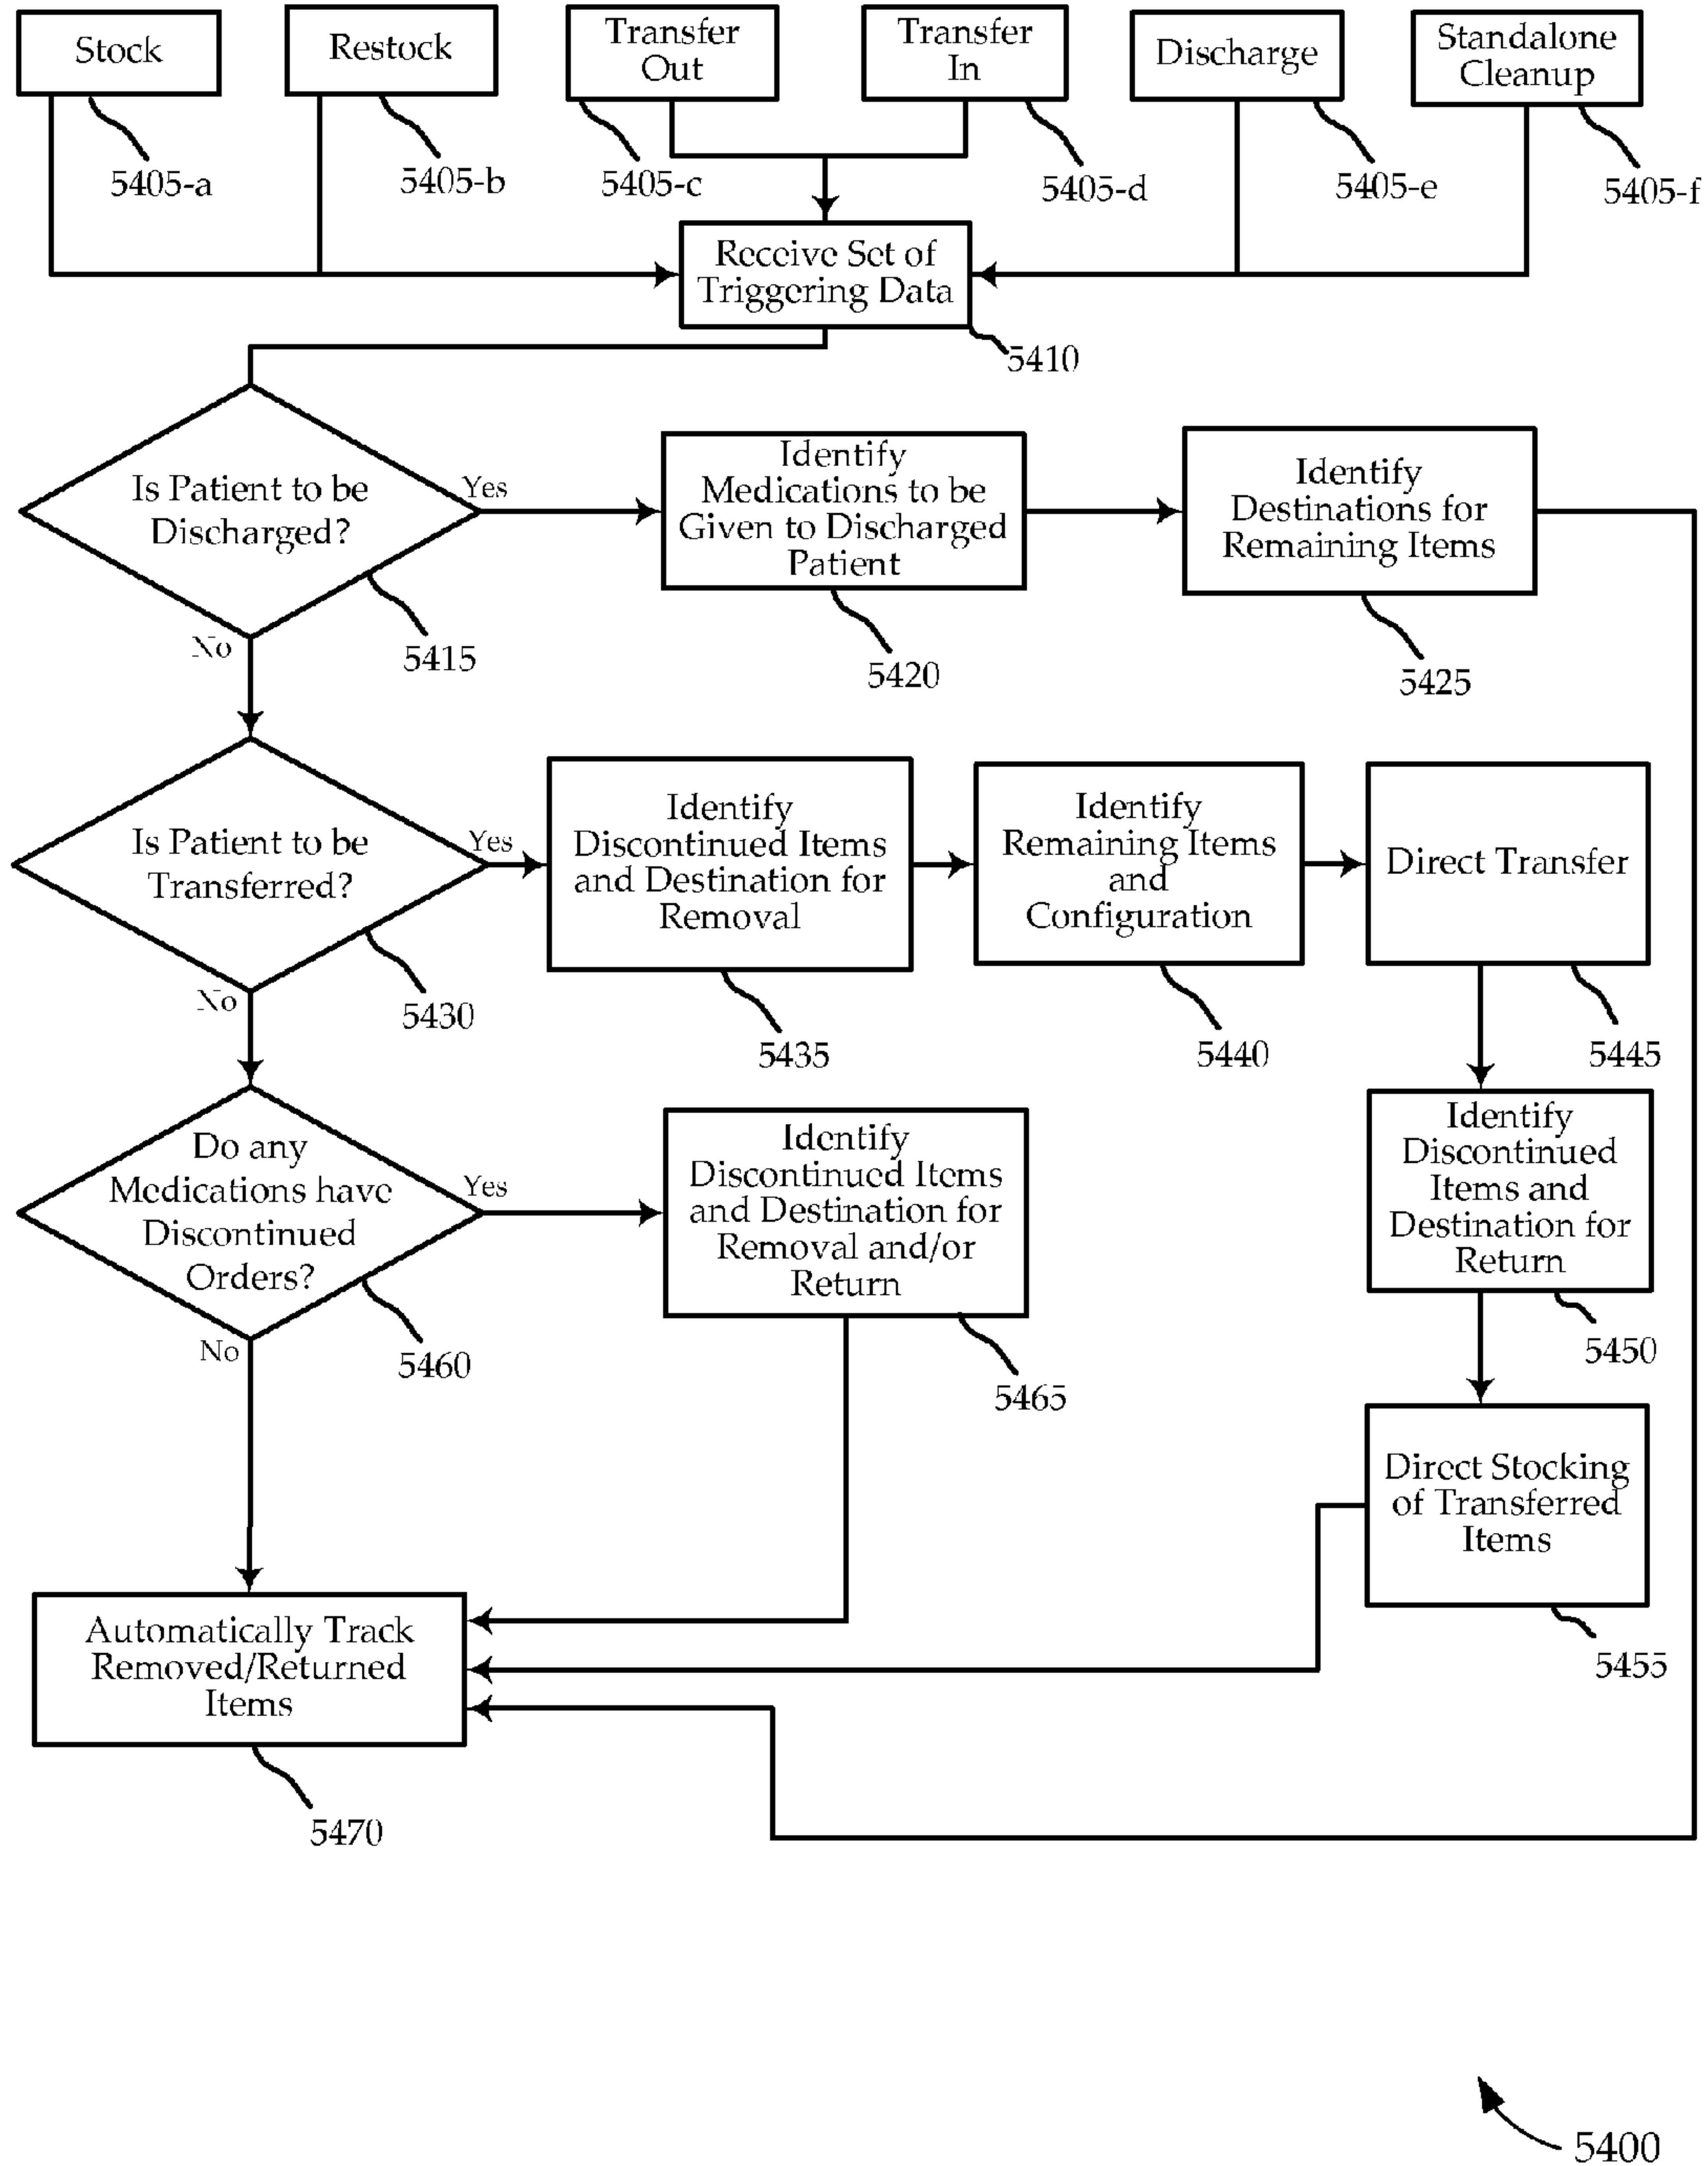 Stock
Restock
Transfer
Out
Transfer
In
Discharge
Standalone
Cleanup
5405-a
5405-b
5405-c
5405-d
5405-e
5405-f
Receive Set of
Triggering Data
5410
Is Patient to be
Discharged?
Yes
No
5415
Identify
Medications to be
Given to Discharged
Patient
5420
Identify
Destinations for
Remaining Items
5425
Is Patient to be
Transferred?
Yes
No
5430
Identify
Discontinued Items
and Destination for
Removal
5435
Identify
Remaining Items
and
Configuration
5440
Direct Transfer
5445
Do any
Medications have
Discontinued
Orders?
Yes
No
5460
Identify
Discontinued Items
and Destination for
Removal and/or
Return
5465
Identify
Discontinued
Items and
Destination for
Return
5450
Direct Stocking
of Transferred
Items
5455
Automatically Track
Removed/Returned
Items
5470
5400